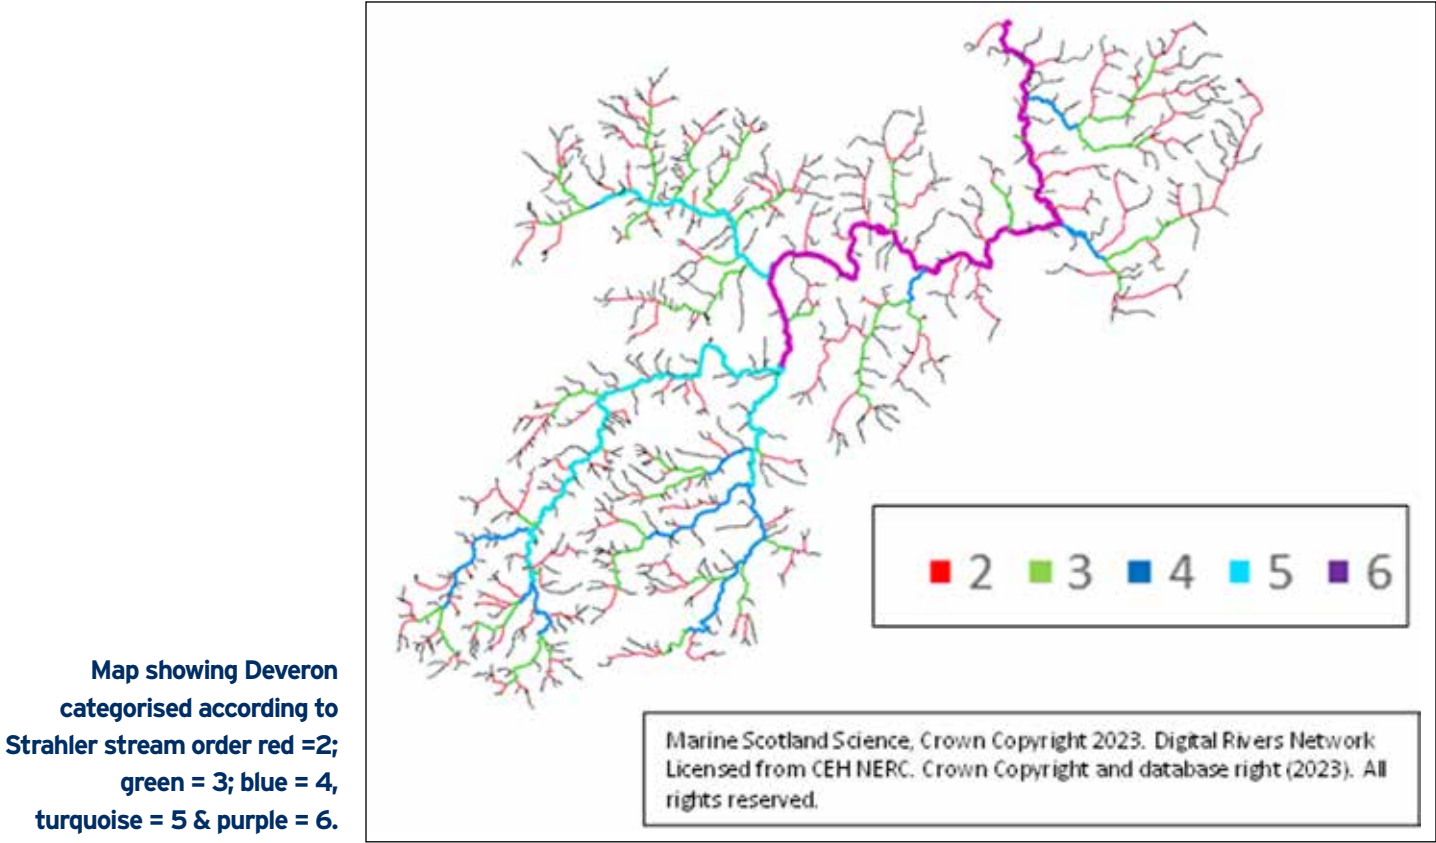 2 3 4 5 6
Map showing Deveron
categorised according to
Strahler stream order red =2;
green = 3; blue = 4,
turquoise = 5 & purple = 6.
Marine Scotland Science, Crown Copyright 2023. Digital Rivers Network
Licensed from CEH NERC. Crown Copyright and database right (2023). All
rights reserved.